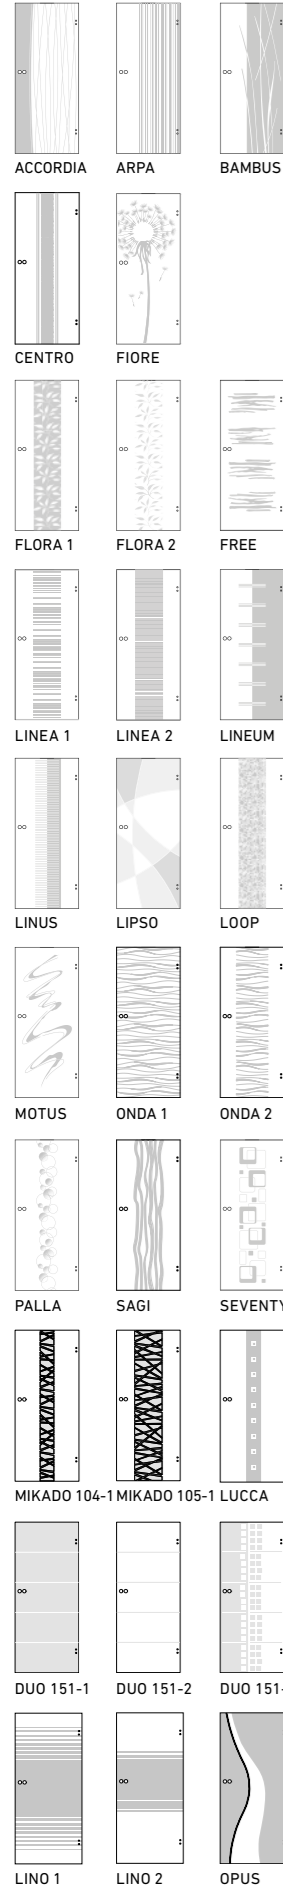 ACCORDIA ARPA BAMBUS
CENTRO FIORE
FLORA 1 FLORA 2 FREE
LINEA 1 LINEA 2 LINEUM
LINUS LIPSO LOOP
MOTUS ONDA 1 ONDA 2
PALLA SAGI SEVENTY
MIKADO 104-1 MIKADO 105-1 LUCCA
DUO 151-1 DUO 151-2 DUO 151-
LINO 1 LINO 2 OPUS